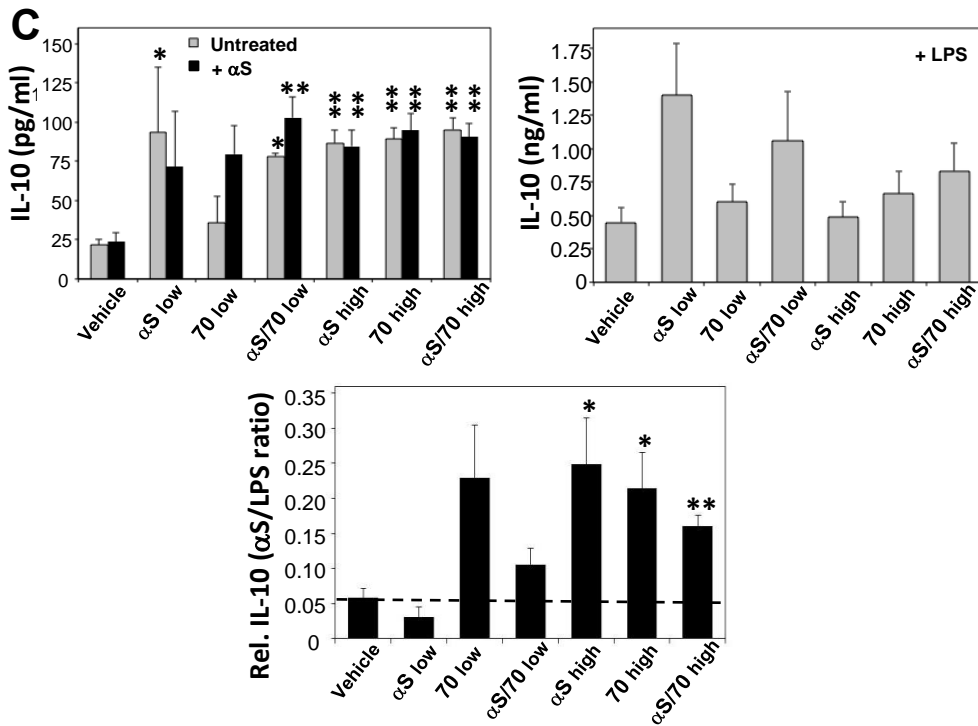 C
IL-10 (pg/ml)
150
125
100
75
50
25
0
1
Untreated
+ αS
*
*
**
**
**
**
**
**
**
Vehicle
αS low
70 low
αS/70 low
αS high
70 high
αS/70 high
IL-10 (ng/ml)
1.75
1.50
1.25
1.00
0.75
0.50
0.25
0
+ LPS
Vehicle
αS low
70 low
αS/70 low
αS high
70 high
αS/70 high
Rel. IL-10 (αS/LPS ratio)
0.35
0.30
0.25
0.20
0.15
0.10
0.05
0
*
*
**
Vehicle
αS low
70 low
αS/70 low
αS high
70 high
αS/70 high